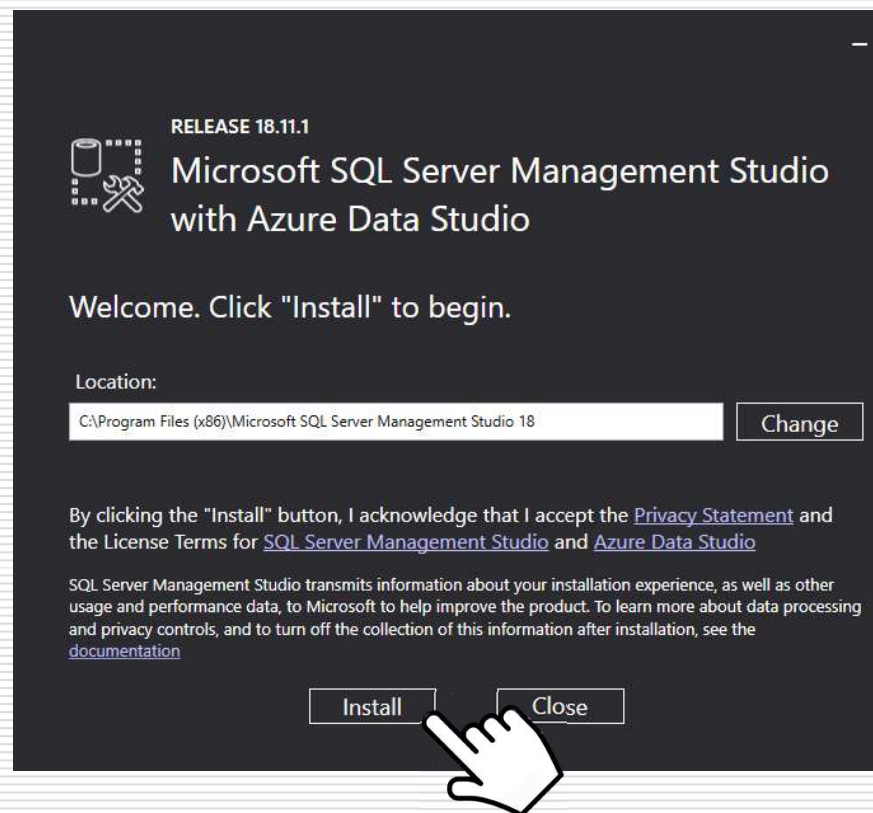 RELEASE 18.11.1
Microsoft SQL Server Management Studio
with Azure Data Studio
Welcome. Click "Install" to begin.
Location:
C:\Program Files (x86)\Microsoft SQL Server Management Studio 18
Change
By clicking the "Install" button, I acknowledge that I accept the Privacy Statement and
the License Terms for SQL Server Management Studio and Azure Data Studio
SQL Server Management Studio transmits information about your installation experience, as well as other
usage and performance data, to Microsoft to help improve the product. To learn more about data processing
and privacy controls, and to turn off the collection of this information after installation, see the
documentation
Install
Close